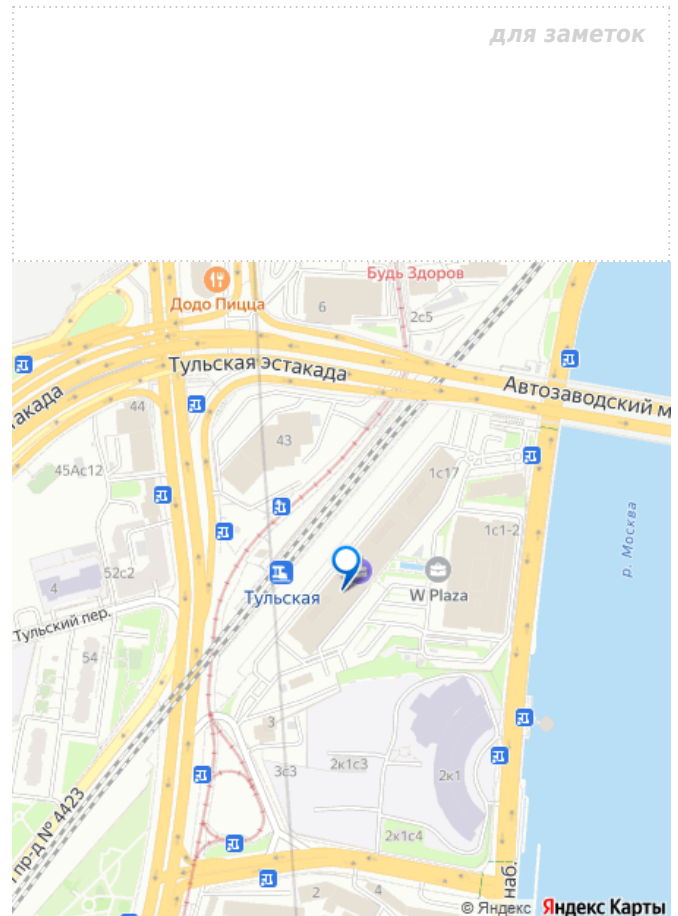 для заметок
Будь Здоров
Додо Пицца
6
2с5
Тульская эстакада
Автозаводский м
стакада
44
43
45Ас12
1с17
1с1-2
р. Москва
52с2
4
Тульская
W Plaza
Тульский пер.
54
3
3с3
2к1с3
2к1
пр-д № 4423
2к1с4
наб.
2
4
© Яндекс Яндекс Карты